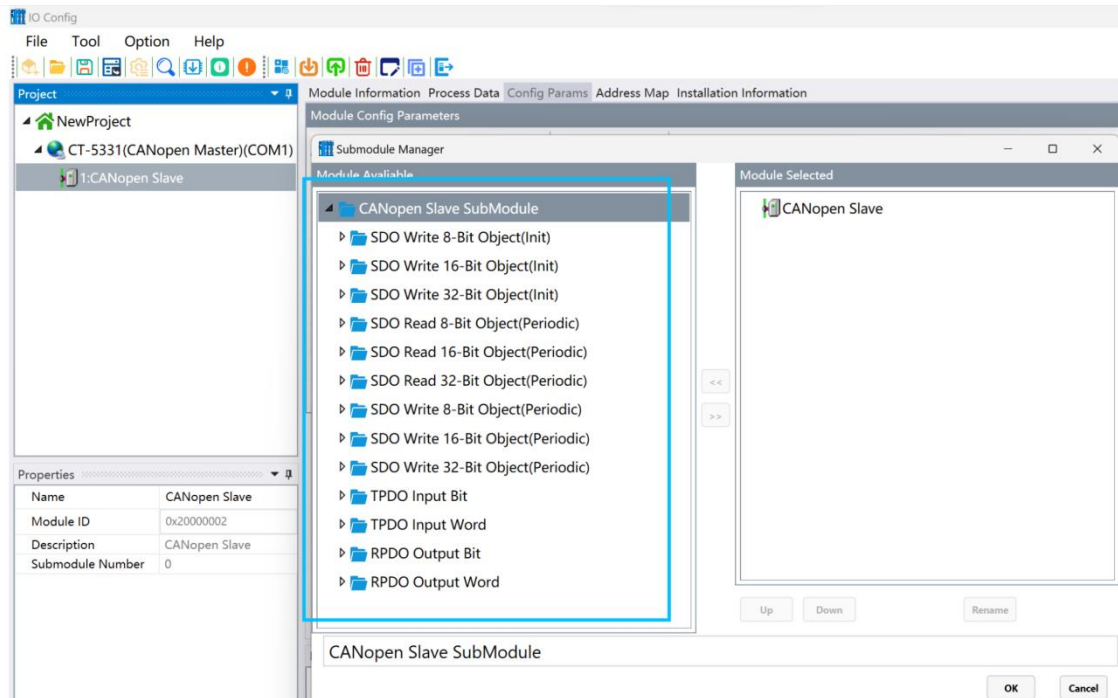 IO Config
File Tool Option Help
Project
NewProject
CT-5331(CANopen Master)(COM1)
1:CANopen Slave
Properties
Name CANopen Slave
Module ID 0x20000002
Description CANopen Slave
Submodule Number 0
Module Information Process Data Config Params Address Map Installation Information
Module Config Parameters
Submodule Manager
Module Avaliable
CANopen Slave SubModule
SDO Write 8-Bit Object(Init)
SDO Write 16-Bit Object(Init)
SDO Write 32-Bit Object(Init)
SDO Read 8-Bit Object(Periodic)
SDO Read 16-Bit Object(Periodic)
SDO Read 32-Bit Object(Periodic)
SDO Write 8-Bit Object(Periodic)
SDO Write 16-Bit Object(Periodic)
SDO Write 32-Bit Object(Periodic)
TPDO Input Bit
TPDO Input Word
RPDO Output Bit
RPDO Output Word
<<
>>
Module Selected
CANopen Slave
Up Down Rename
CANopen Slave SubModule
OK Cancel